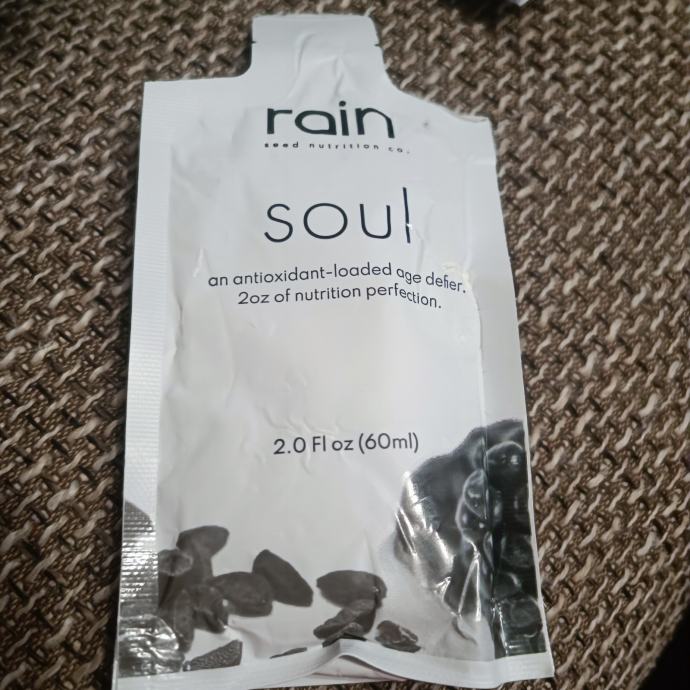 rain
seed nutrition co.
soul
an antioxidant-loaded age defier.
2oz of nutrition perfection.
2.0 Fl oz (60ml)